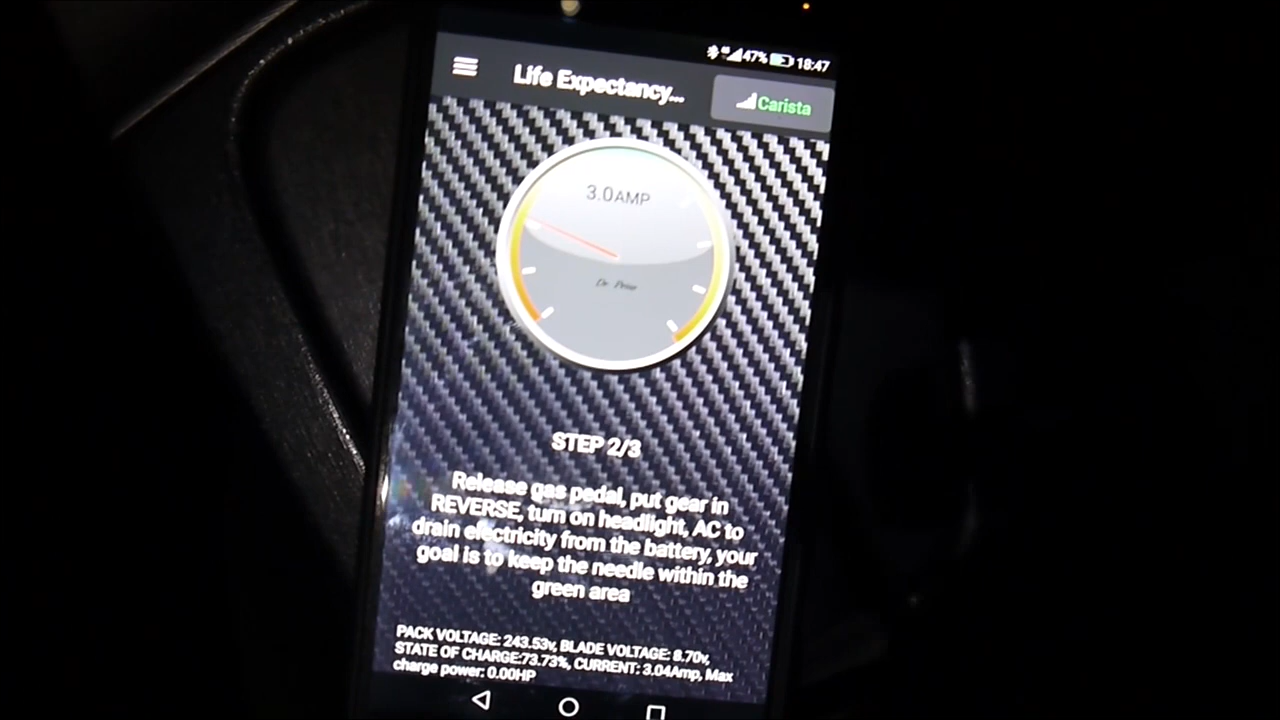 47% 18:47
Life Expectancy...
Carista
3.0AMP
STEP 2/3
Release gas pedal, put gear in
REVERSE, turn on headlight, AC to
drain electricity from the battery, your
goal is to keep the needle within the
green area
PACK VOLTAGE: 243.53v, BLADE VOLTAGE: 8.70v,
STATE OF CHARGE:73.73%, CURRENT: 3.04Amp, Max
charge power: 0.00HP